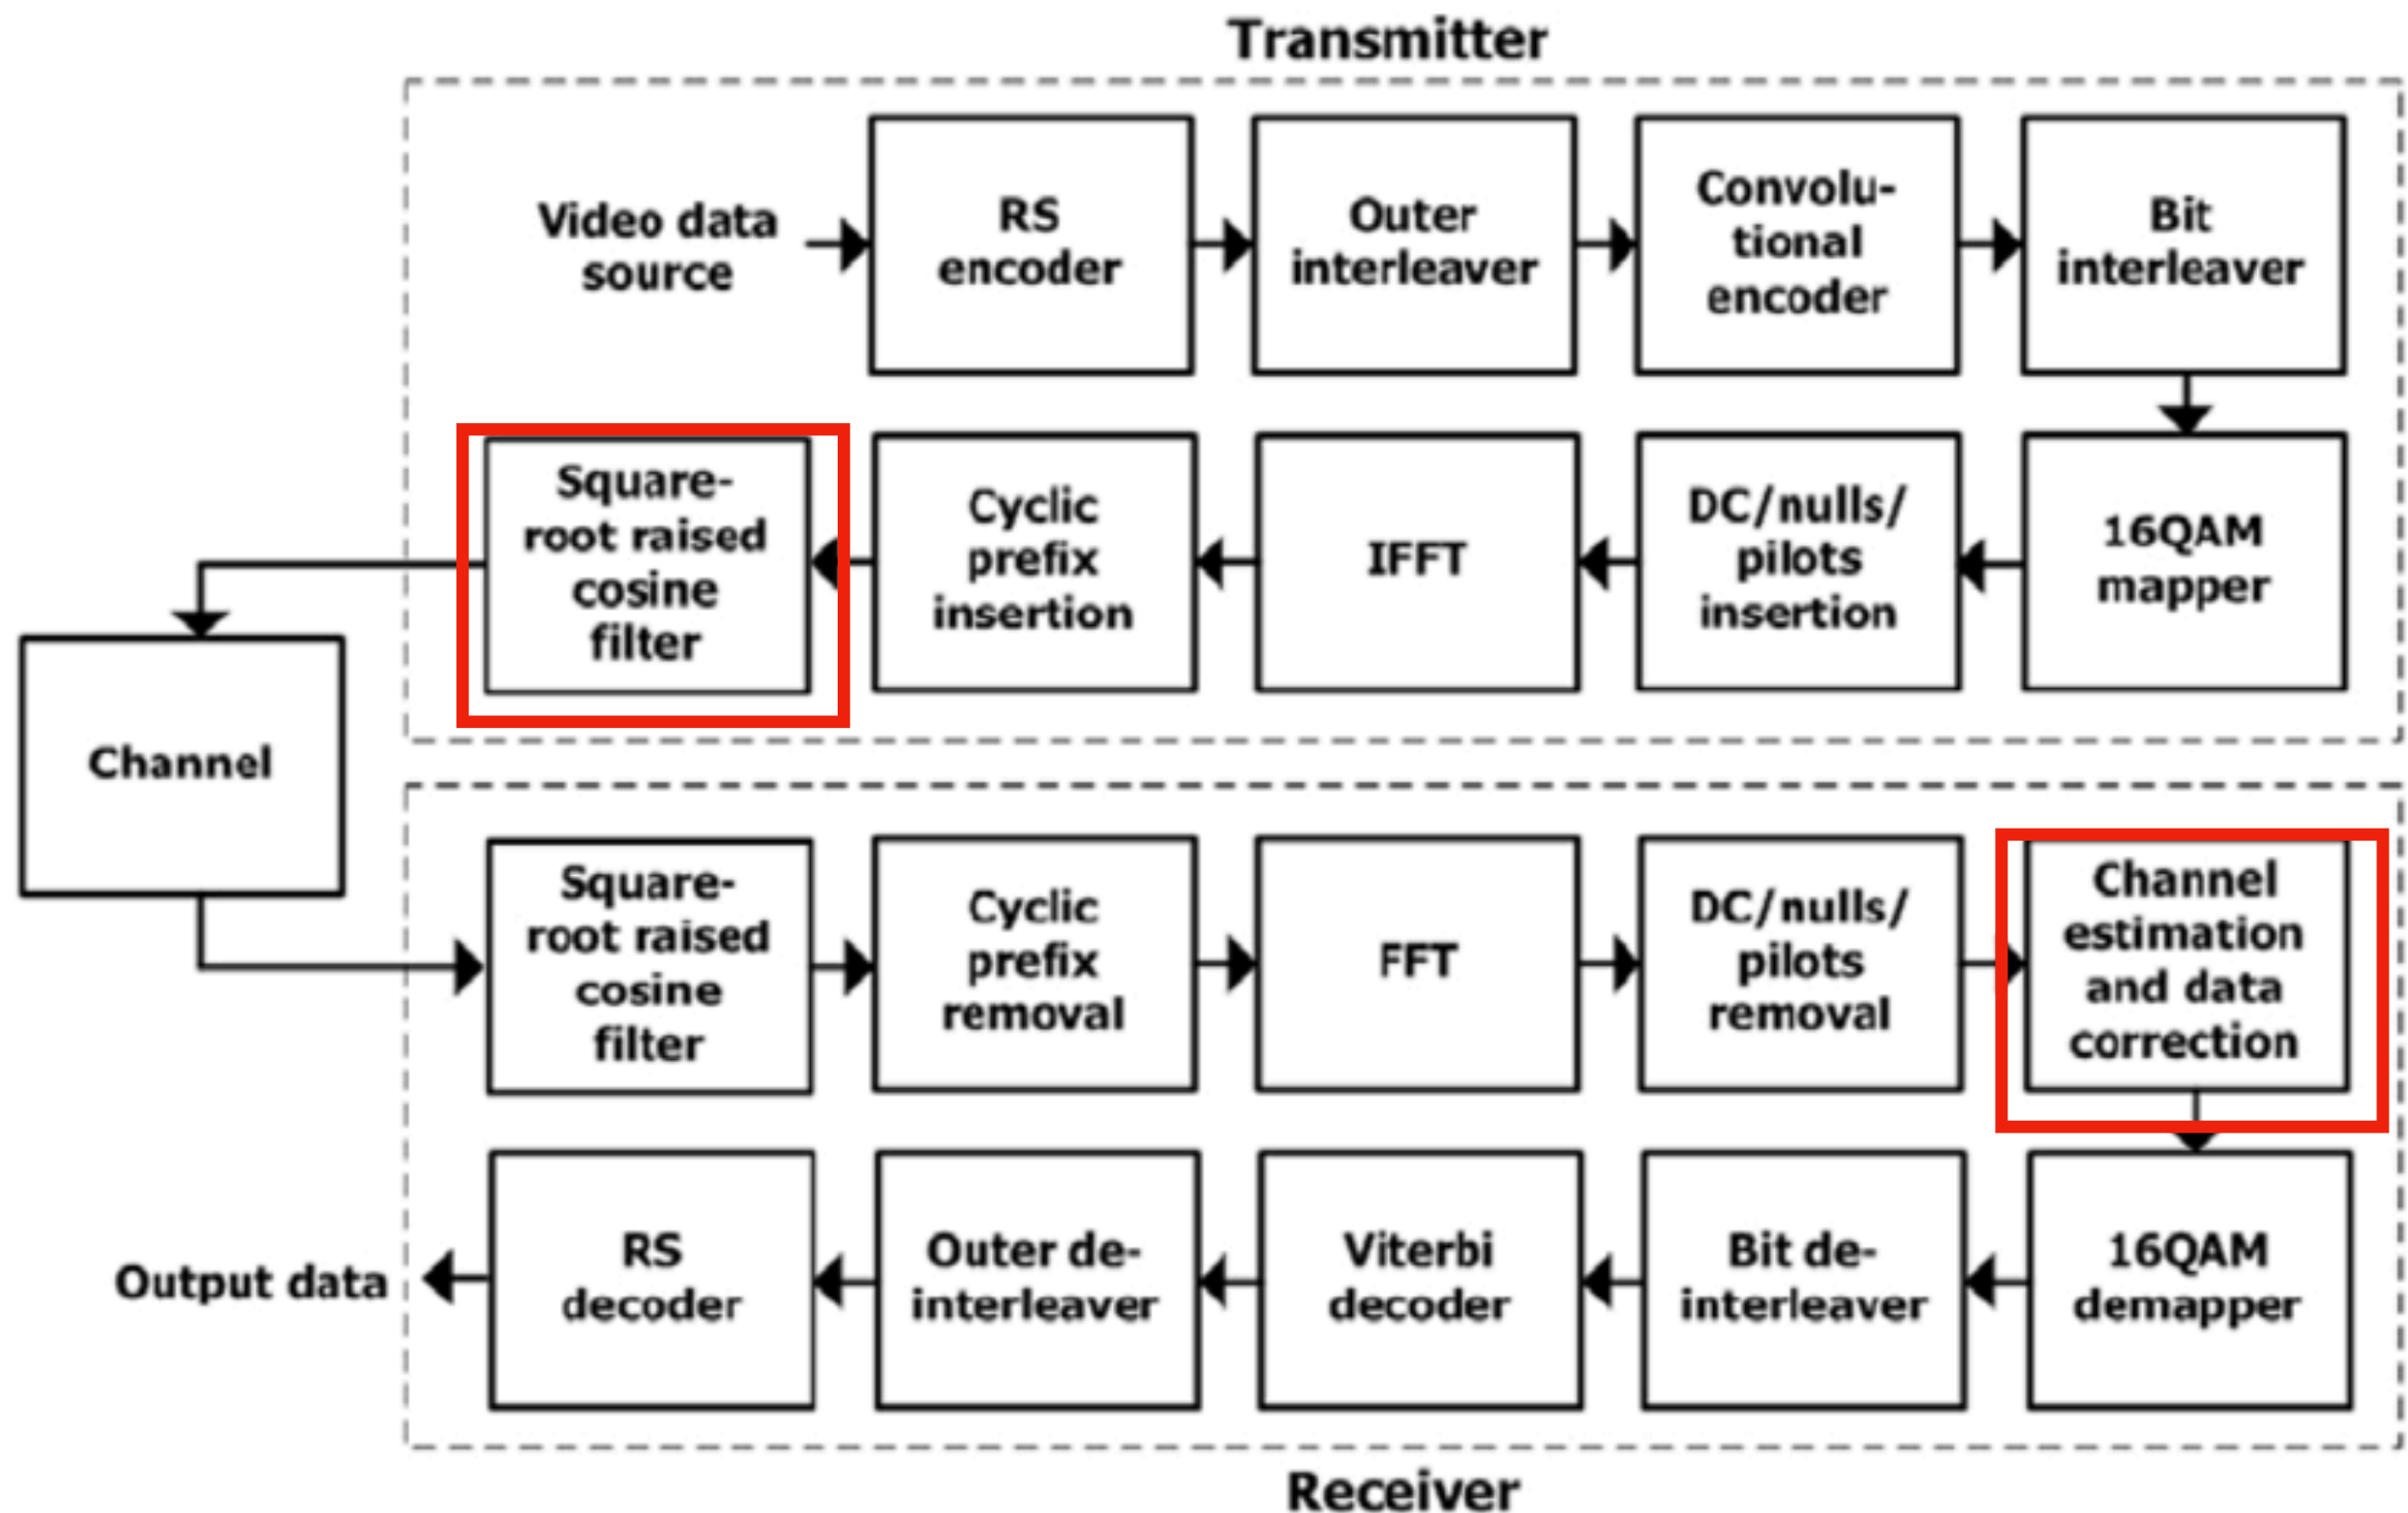 Transmitter
Video data
source
RS
encoder
Outer
interleaver
Convolu-
tional
encoder
Bit
interleaver
16QAM
mapper
DC/nulls/
pilots
insertion
IFFT
Cyclic
prefix
insertion
Square-
root raised
cosine
filter
Channel
Square-
root raised
cosine
filter
Cyclic
prefix
removal
FFT
DC/nulls/
pilots
removal
Channel
estimation
and data
correction
16QAM
demapper
Bit de-
interleaver
Viterbi
decoder
Outer de-
interleaver
RS
decoder
Output data
Receiver